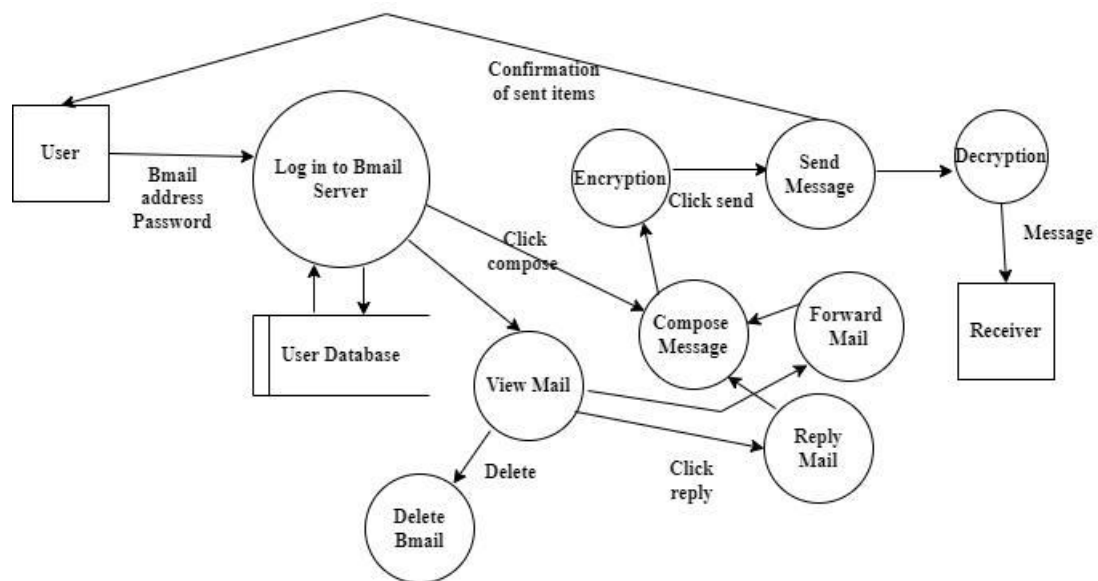 Confirmation
of sent items
User
Bmail
address
Password
Log in to Bmail
Server
Encryption
Click send
Send
Message
Decryption
Message
Click
compose
User Database
Compose
Message
Forward
Mail
Receiver
View Mail
Reply
Mail
Click
reply
Delete
Delete
Bmail